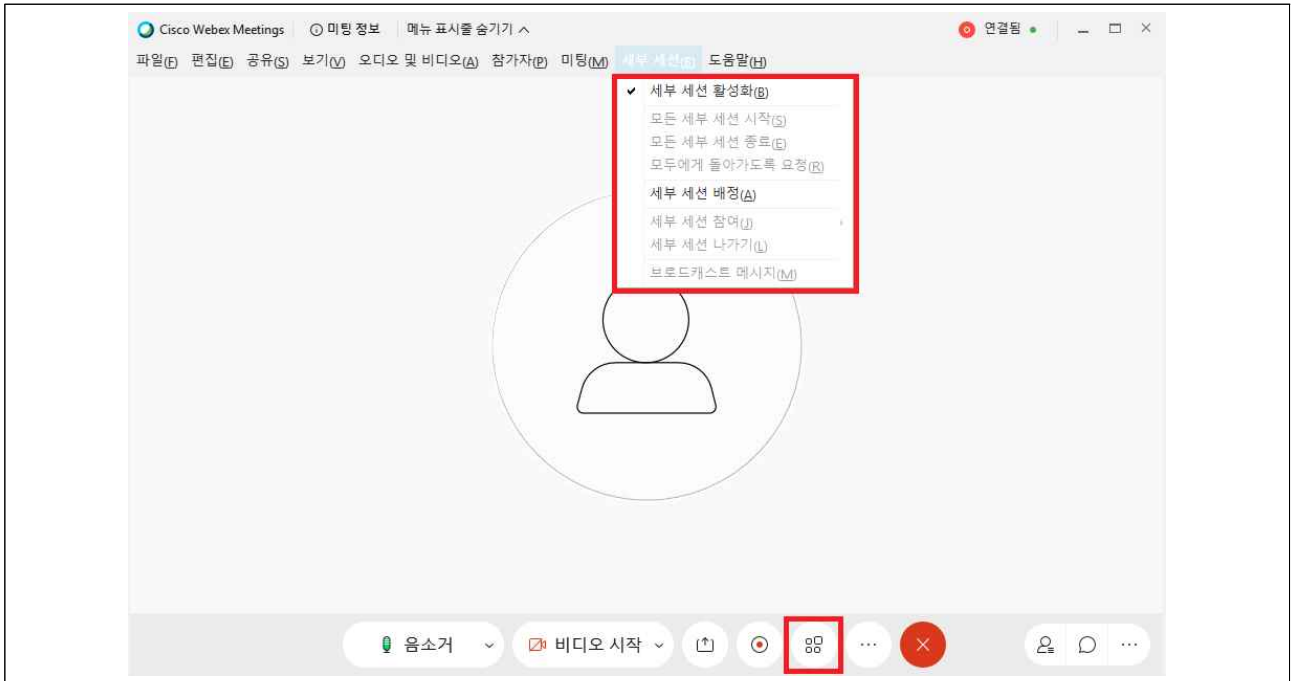 Cisco Webex Meetings 미팅 정보 메뉴 표시줄 숨기기 연결됨
파일(F) 편집(E) 공유(S) 보기(V) 오디오 및 비디오(A) 참가자(P) 미팅(M) 세부 세션 도움말(H)
세부 세션 활성화(B)
모든 세부 세션 시작(S)
모든 세부 세션 종료(E)
모두에게 돌아가도록 요청(R)
세부 세션 배정(A)
세부 세션 참여(J)
세부 세션 나가기(L)
브로드캐스트 메시지(M)
음소거 비디오 시작